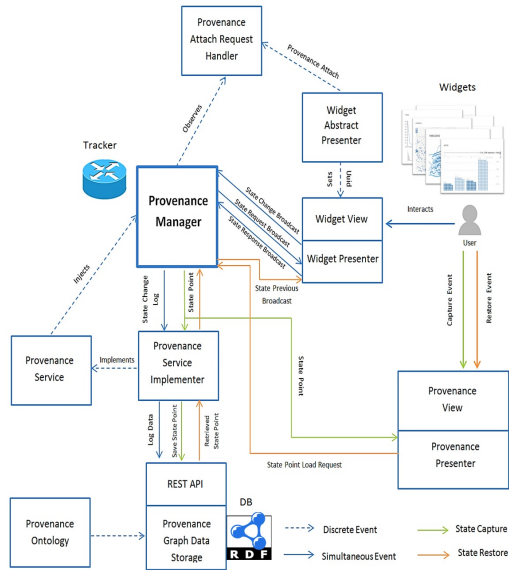 Provenance
Attach Request
Handler
Provenance Attach
Widgets
Observes
Widget
Abstract
Presenter
Tracker
Sets
Uuid
Provenance
Manager
State Change Broadcast
State Request Broadcast
State Response Broadcast
Widget View
Widget Presenter
Interacts
User
State Previous
Broadcast
Injects
State Change
Log
State Point
Capture Event
Restore Event
Provenance
Service
Implements
Provenance
Service
Implementer
State
Point
Provenance
View
Provenance
Presenter
Log Data
Save State Point
Retrieved
State Point
State Point Load Request
REST API
DB
Provenance
Ontology
Provenance
Graph Data
Storage
RDF
Discrete Event
State Capture
Simultaneous Event
State Restore